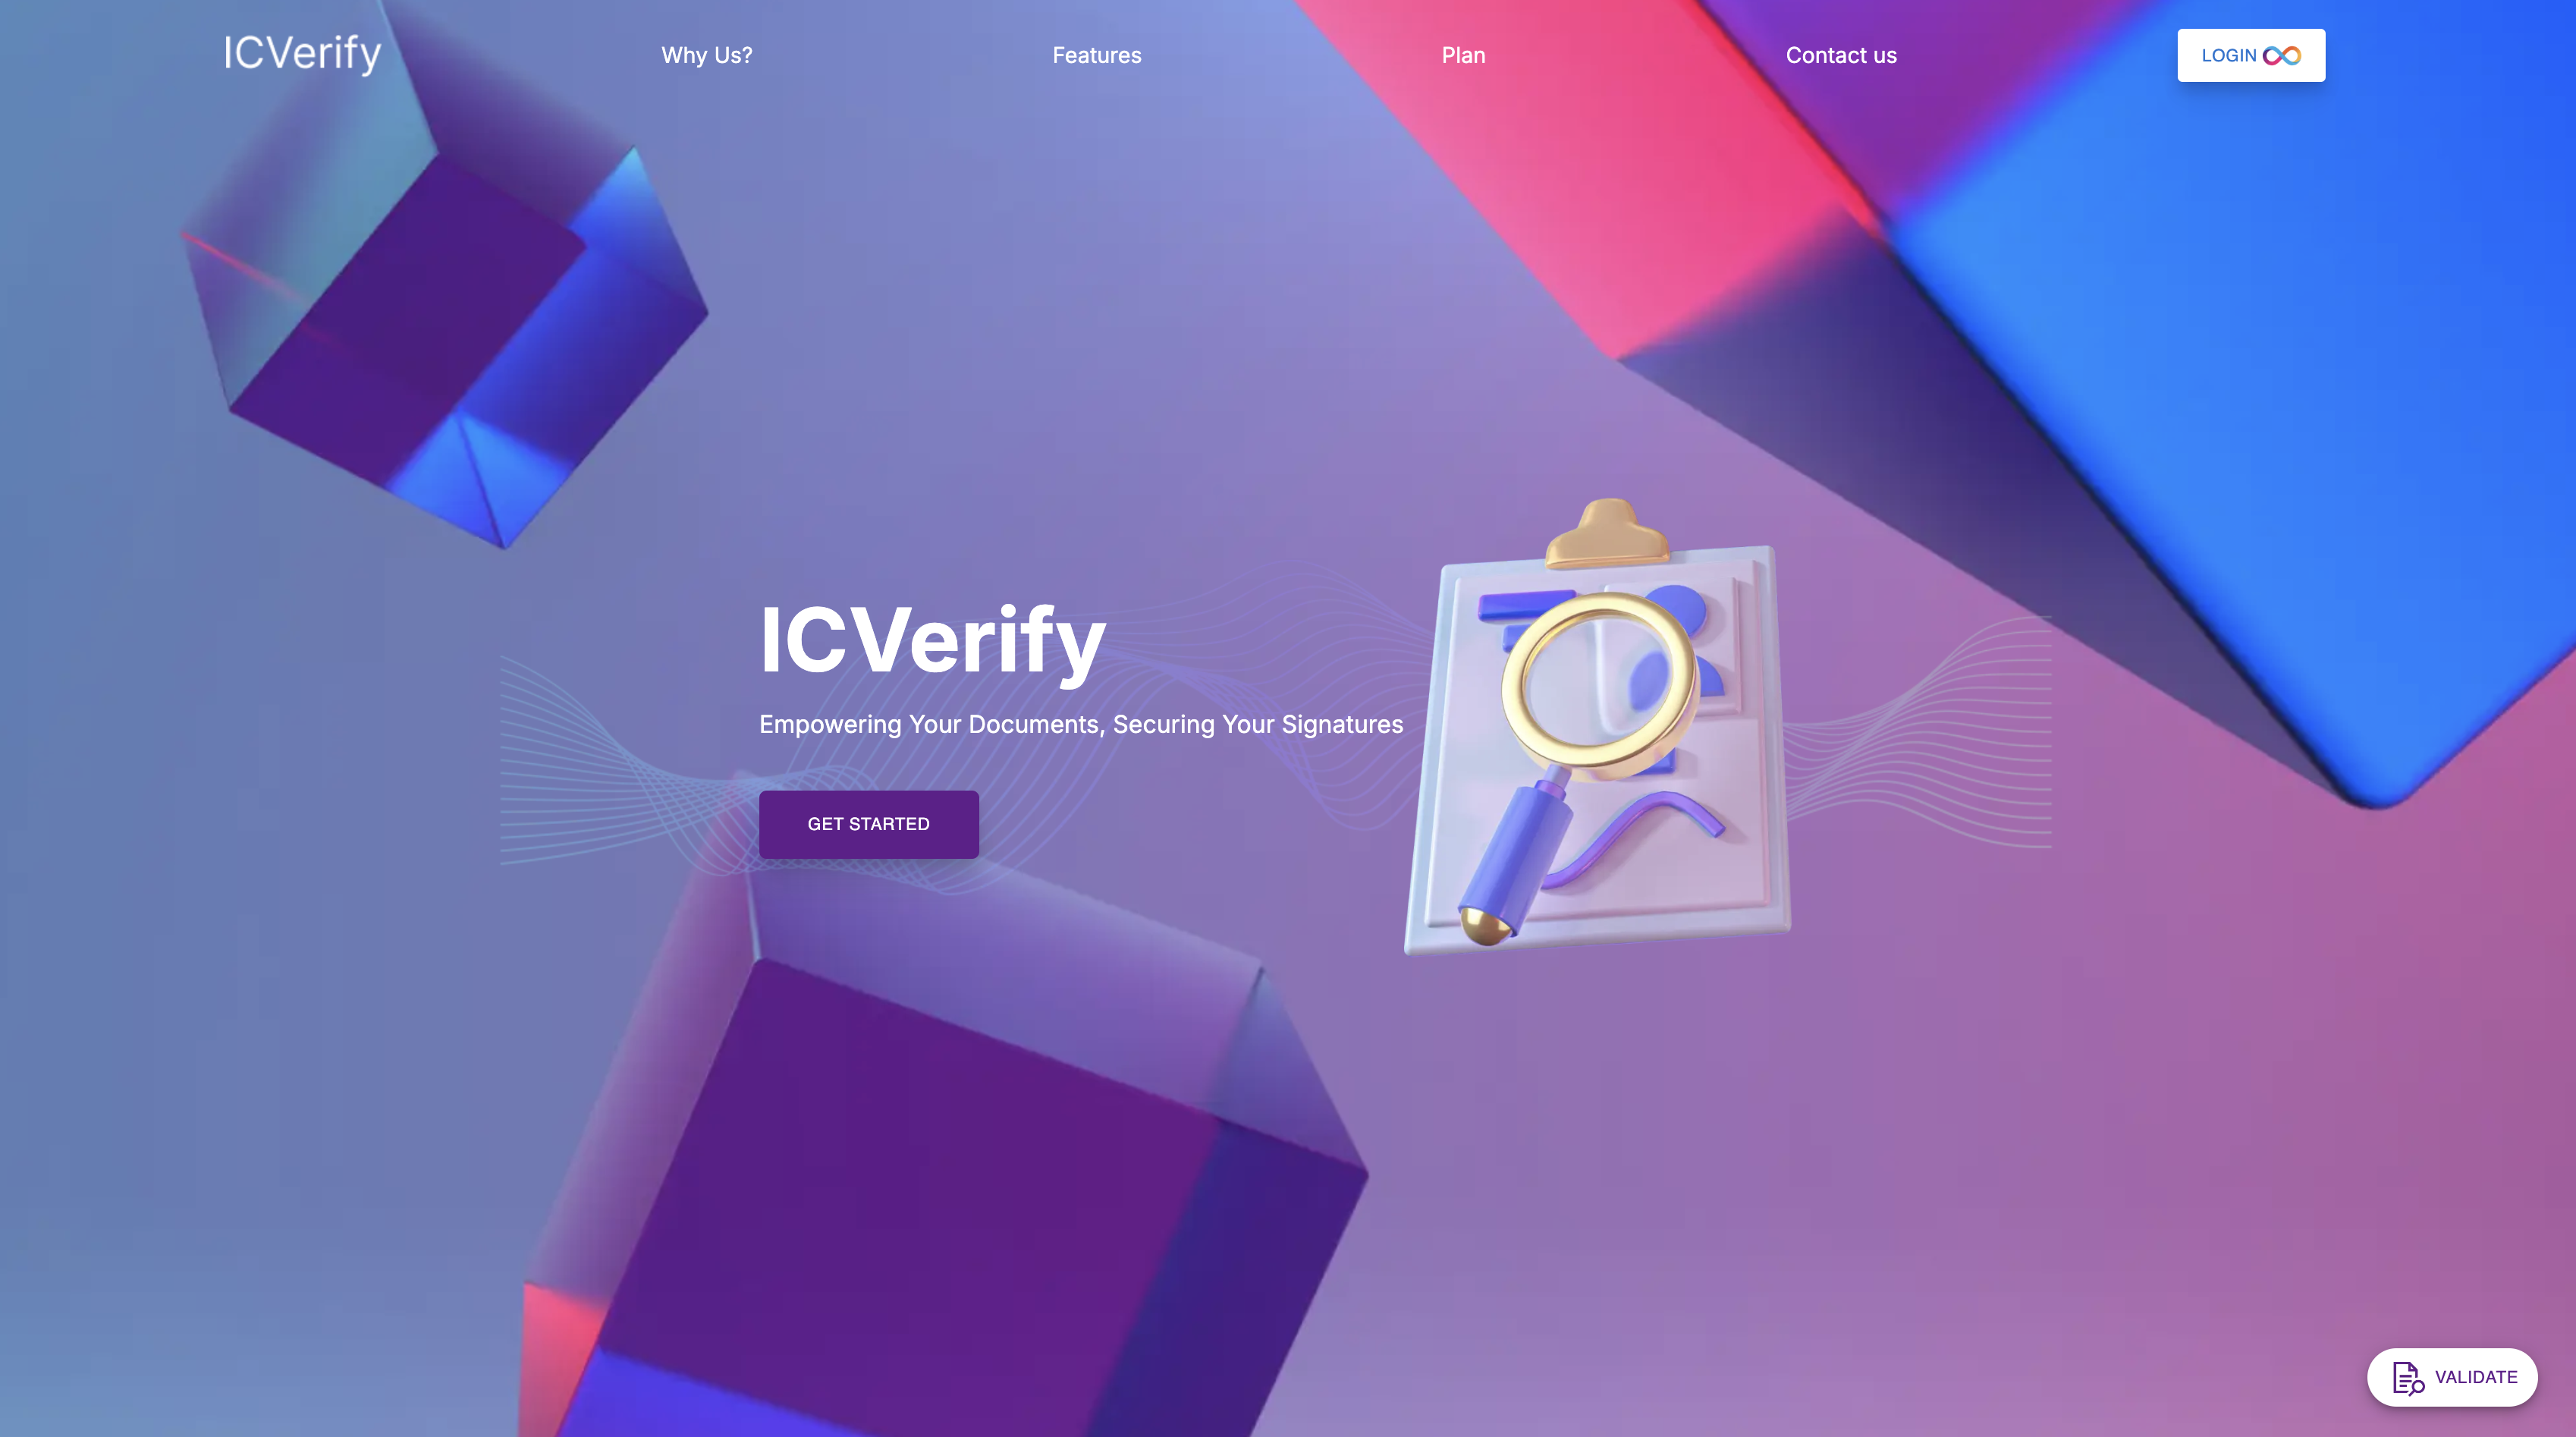 ICVerify
Why Us?
Features
Plan
Contact us
LOGIN
ICVerify
Empowering Your Documents, Securing Your Signatures
GET STARTED
VALIDATE